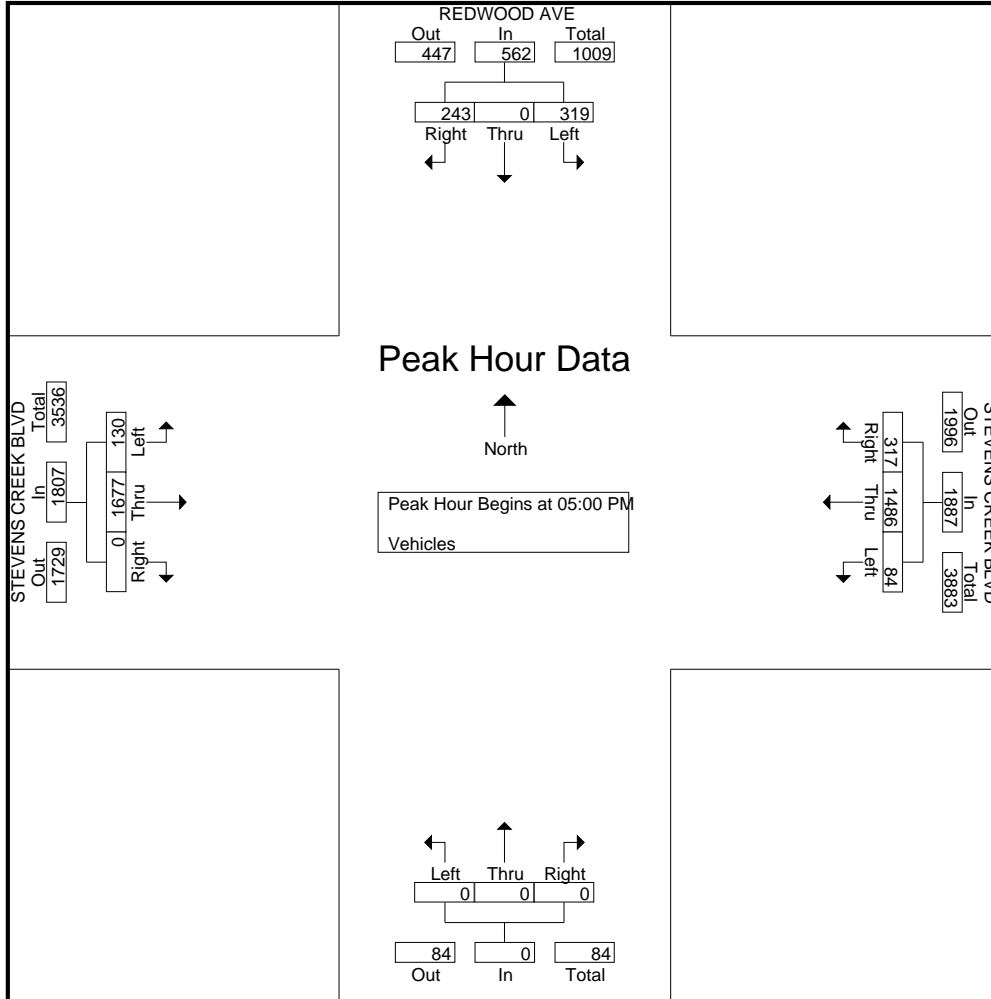 REDWOOD AVE
Out In Total
447 562 1009
243 0 319
Right Thru Left
Peak Hour Data
North
Peak Hour Begins at 05:00 PM
Vehicles
STEVENS CREEK BLVD
Out In Total
1729 1807 3536
130 1677 0
Left Thru Right
STEVENS CREEK BLVD
Out In Total
1996 1887 3883
Right Thru Left
317 1486 84
Left Thru Right
0 0 0
84 0 84
Out In Total